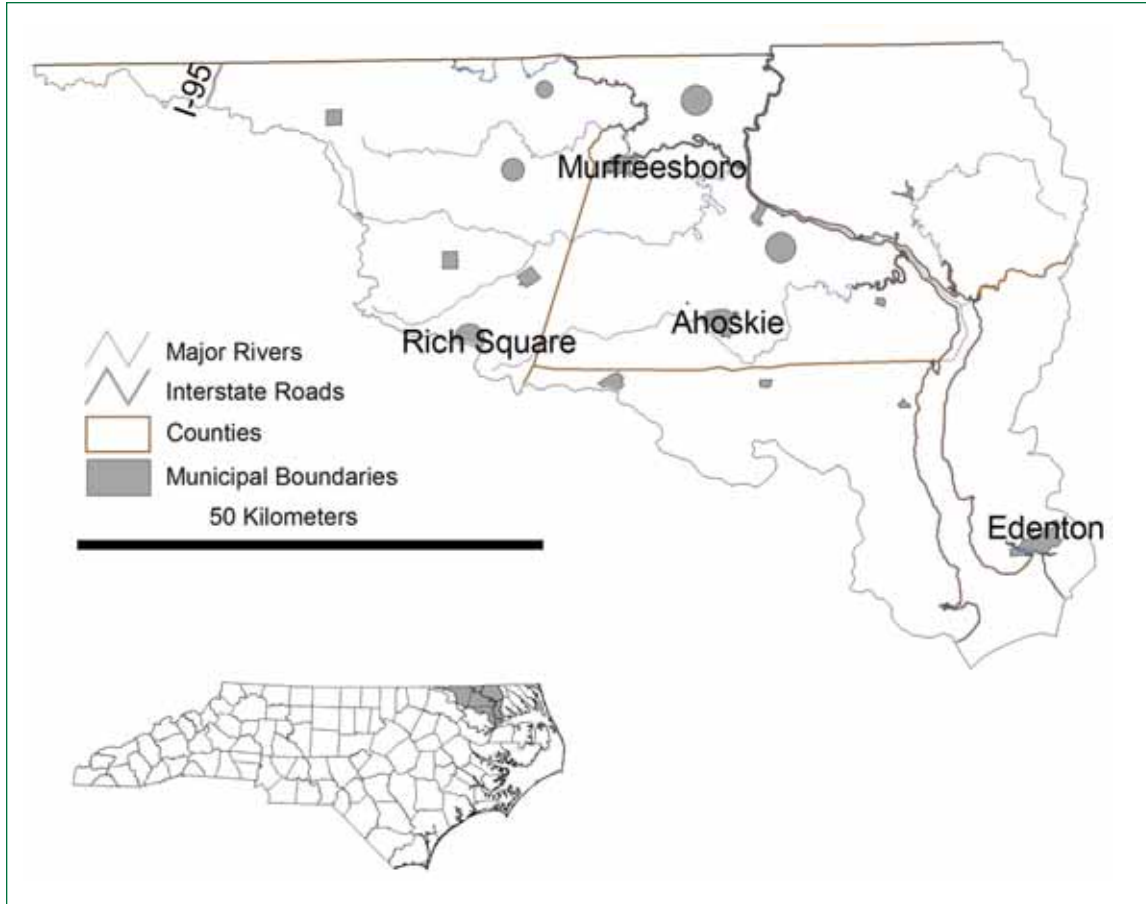 I-95
Murfreesboro
Ahoskie
Rich Square
Major Rivers
Interstate Roads
Counties
Municipal Boundaries
50 Kilometers
Edenton